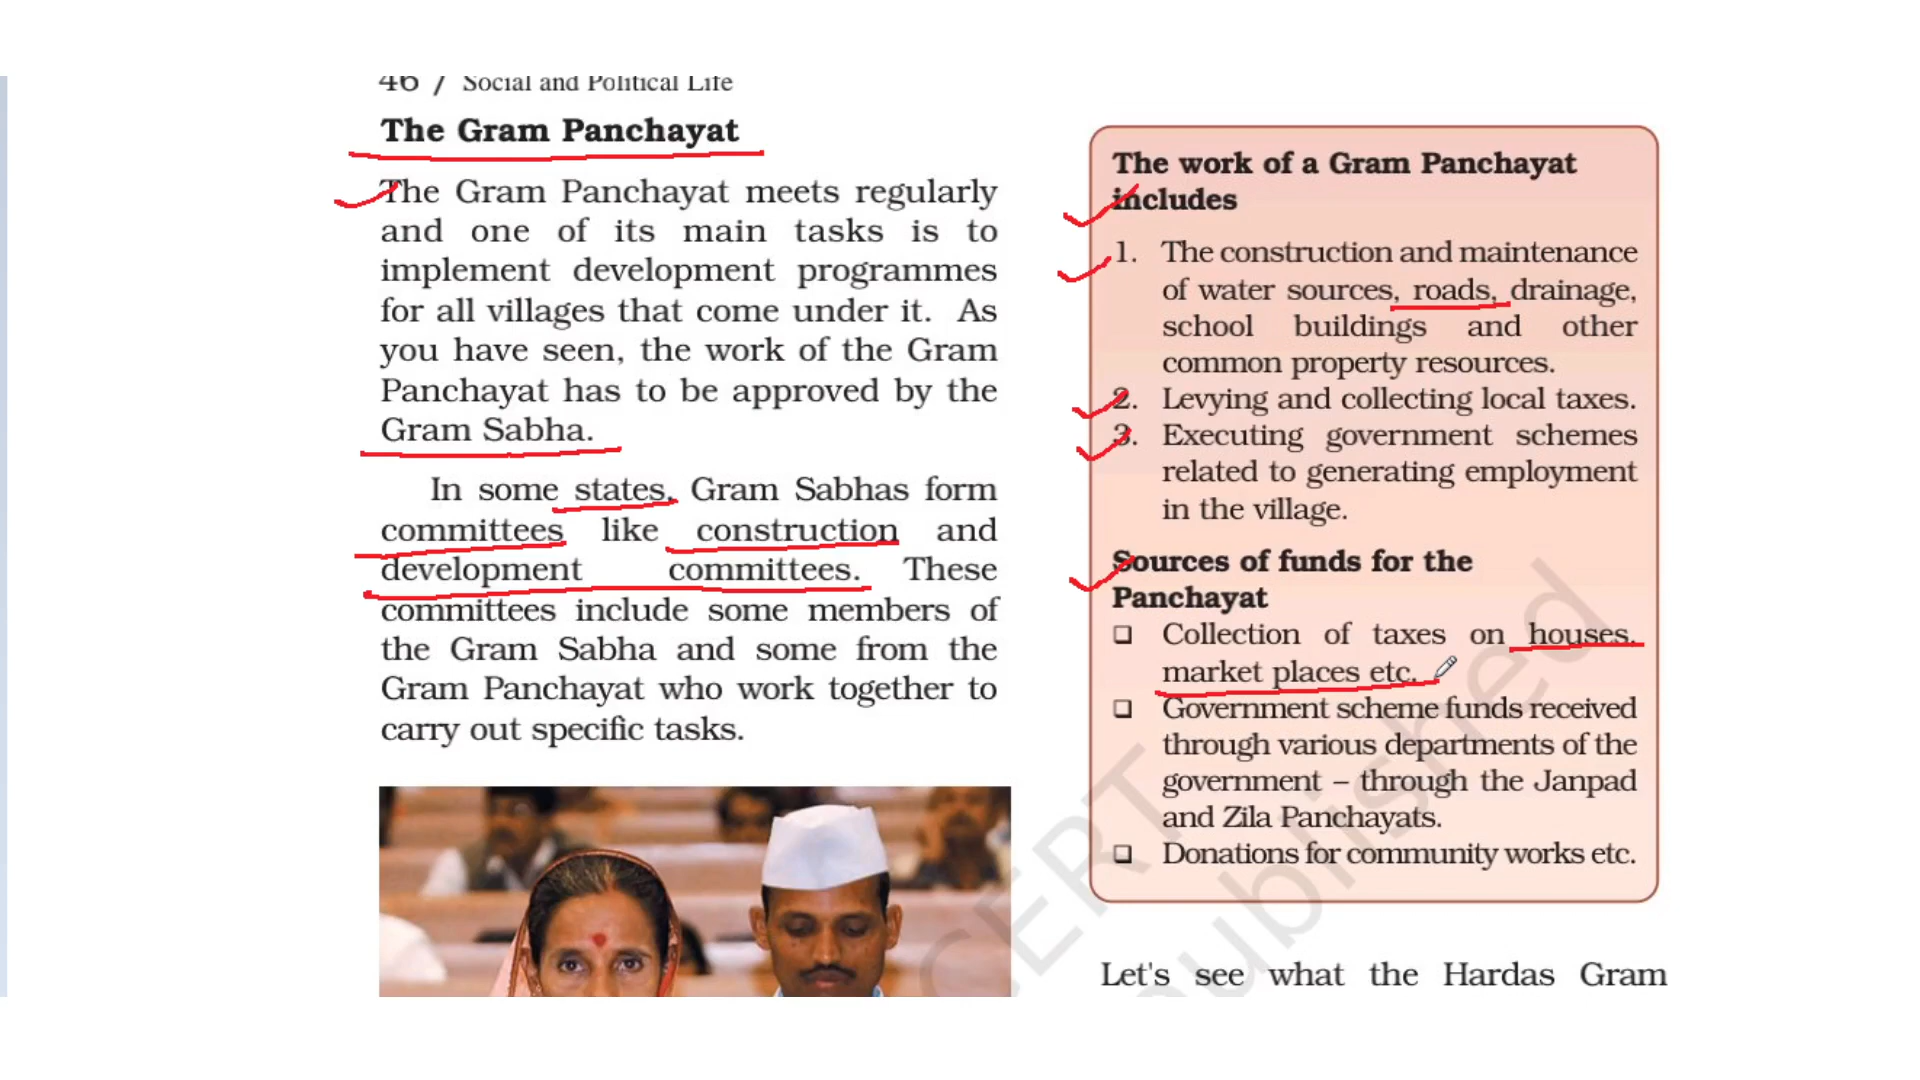 46 / Social and Political Life
The Gram Panchayat
The Gram Panchayat meets regularly
and one of its main tasks is to
implement development programmes
for all villages that come under it. As
you have seen, the work of the Gram
Panchayat has to be approved by the
Gram Sabha.
In some states, Gram Sabhas form
committees like construction and
development committees. These
committees include some members of
the Gram Sabha and some from the
Gram Panchayat who work together to
carry out specific tasks.
The work of a Gram Panchayat
includes
1. The construction and maintenance
of water sources, roads, drainage,
school buildings and other
common property resources.
2. Levying and collecting local taxes.
3. Executing government schemes
related to generating employment
in the village.
Sources of funds for the
Panchayat
❑ Collection of taxes on houses,
market places etc.
❑ Government scheme funds received
through various departments of the
government – through the Janpad
and Zila Panchayats.
❑ Donations for community works etc.
Let's see what the Hardas Gram